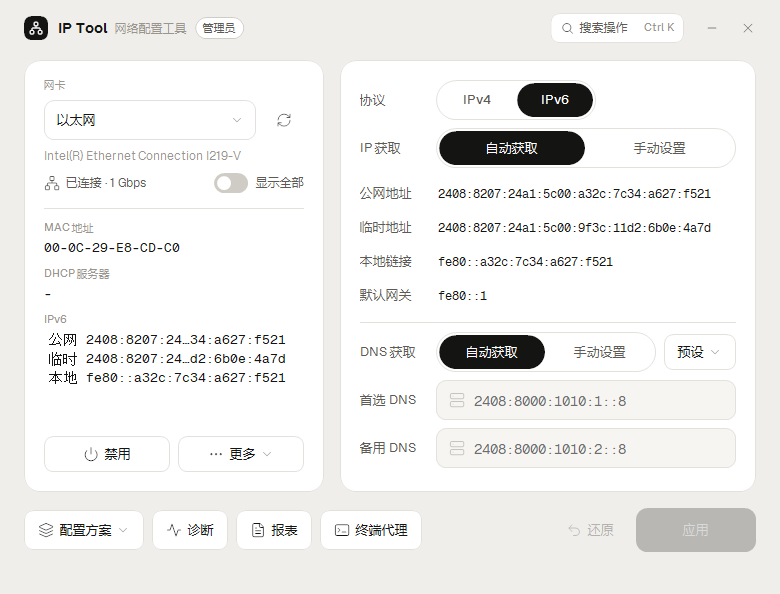 IP Tool 网络配置工具 管理员 搜索操作 Ctrl K
网卡
以太网
Intel(R) Ethernet Connection I219-V
已连接 · 1 Gbps 显示全部
MAC 地址
00-0C-29-E8-CD-C0
DHCP 服务器
-
IPv6
公网 2408:8207:24…34:a627:f521
临时 2408:8207:24…d2:6b0e:4a7d
本地 fe80::a32c:7c34:a627:f521
禁用 更多
协议 IPv4 IPv6
IP 获取 自动获取 手动设置
公网地址 2408:8207:24a1:5c00:a32c:7c34:a627:f521
临时地址 2408:8207:24a1:5c00:9f3c:11d2:6b0e:4a7d
本地链接 fe80::a32c:7c34:a627:f521
默认网关 fe80::1
DNS 获取 自动获取 手动设置 预设
首选 DNS 2408:8000:1010:1::8
备用 DNS 2408:8000:1010:2::8
配置方案 诊断 报表 终端代理 还原 应用